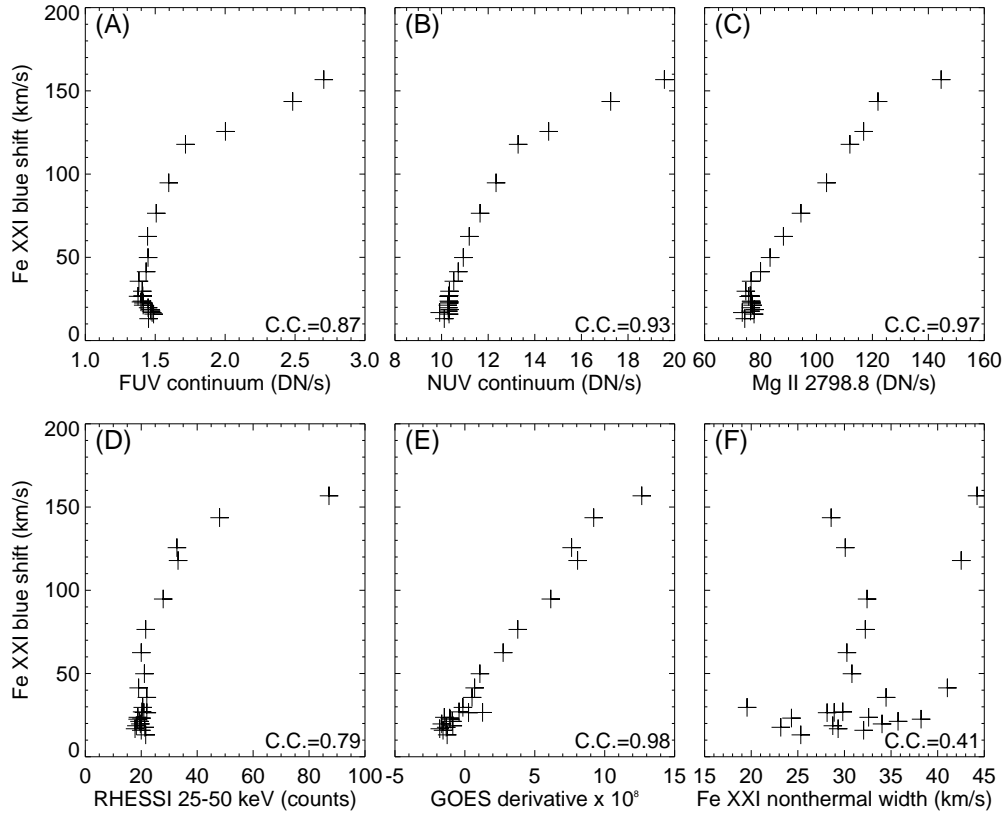 (A)
(B)
(C)
200
150
100
50
0
Fe XXI blue shift (km/s)
C.C.=0.87
C.C.=0.93
C.C.=0.97
1.0 1.5 2.0 2.5 3.0
8 10 12 14 16 18 20
60 80 100 120 140 160
FUV continuum (DN/s)
NUV continuum (DN/s)
Mg II 2798.8 (DN/s)
(D)
(E)
(F)
200
150
100
50
0
Fe XXI blue shift (km/s)
C.C.=0.79
C.C.=0.98
C.C.=0.41
0 20 40 60 80 100
-5 0 5 10 15
15 20 25 30 35 40 45
RHESSI 25-50 keV (counts)
GOES derivative x 10⁸
Fe XXI nonthermal width (km/s)